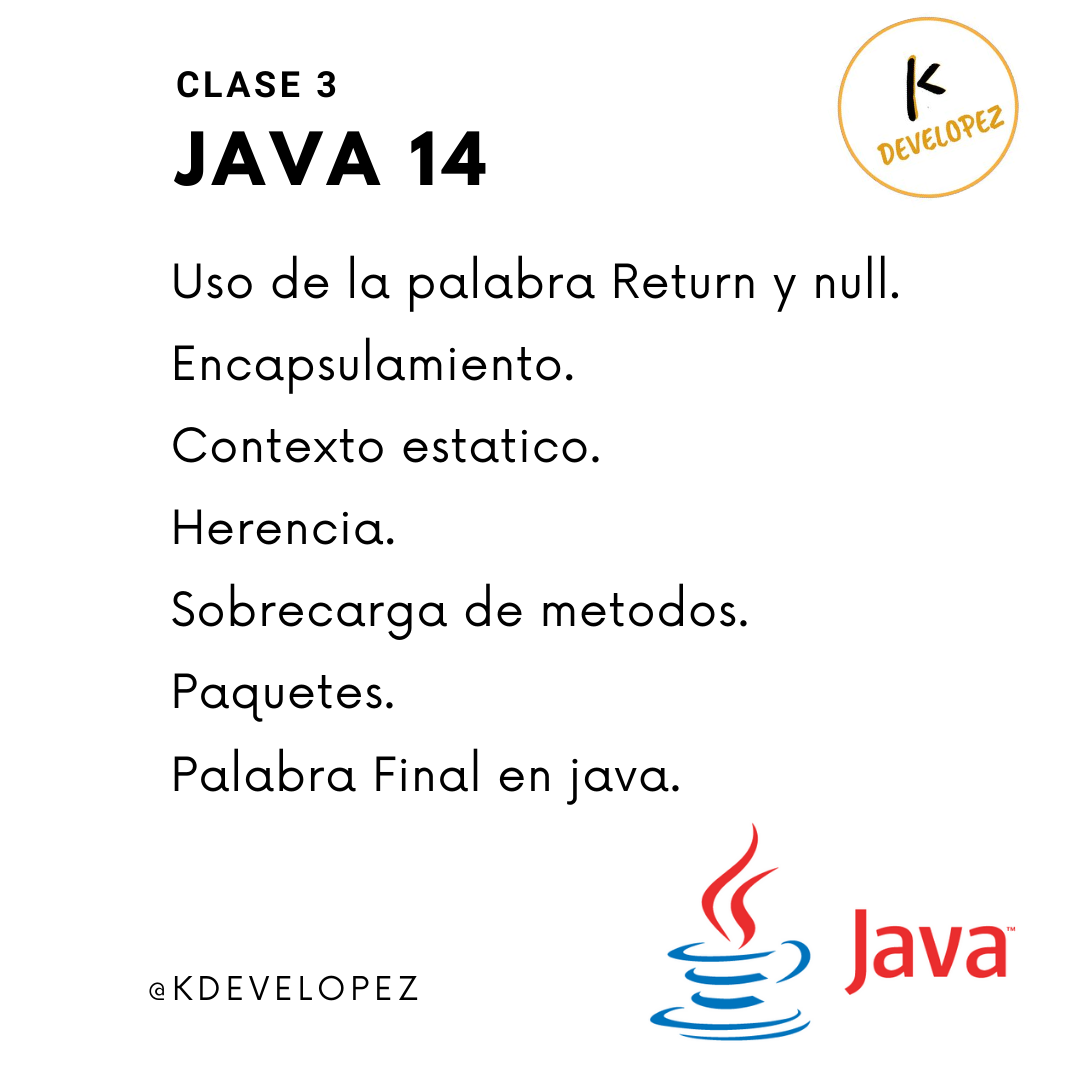 CLASE 3
JAVA 14
K
DEVELOPEZ
Uso de la palabra Return y null.
Encapsulamiento.
Contexto estatico.
Herencia.
Sobrecarga de metodos.
Paquetes.
Palabra Final en java.
Java™
@KDEVELOPEZ